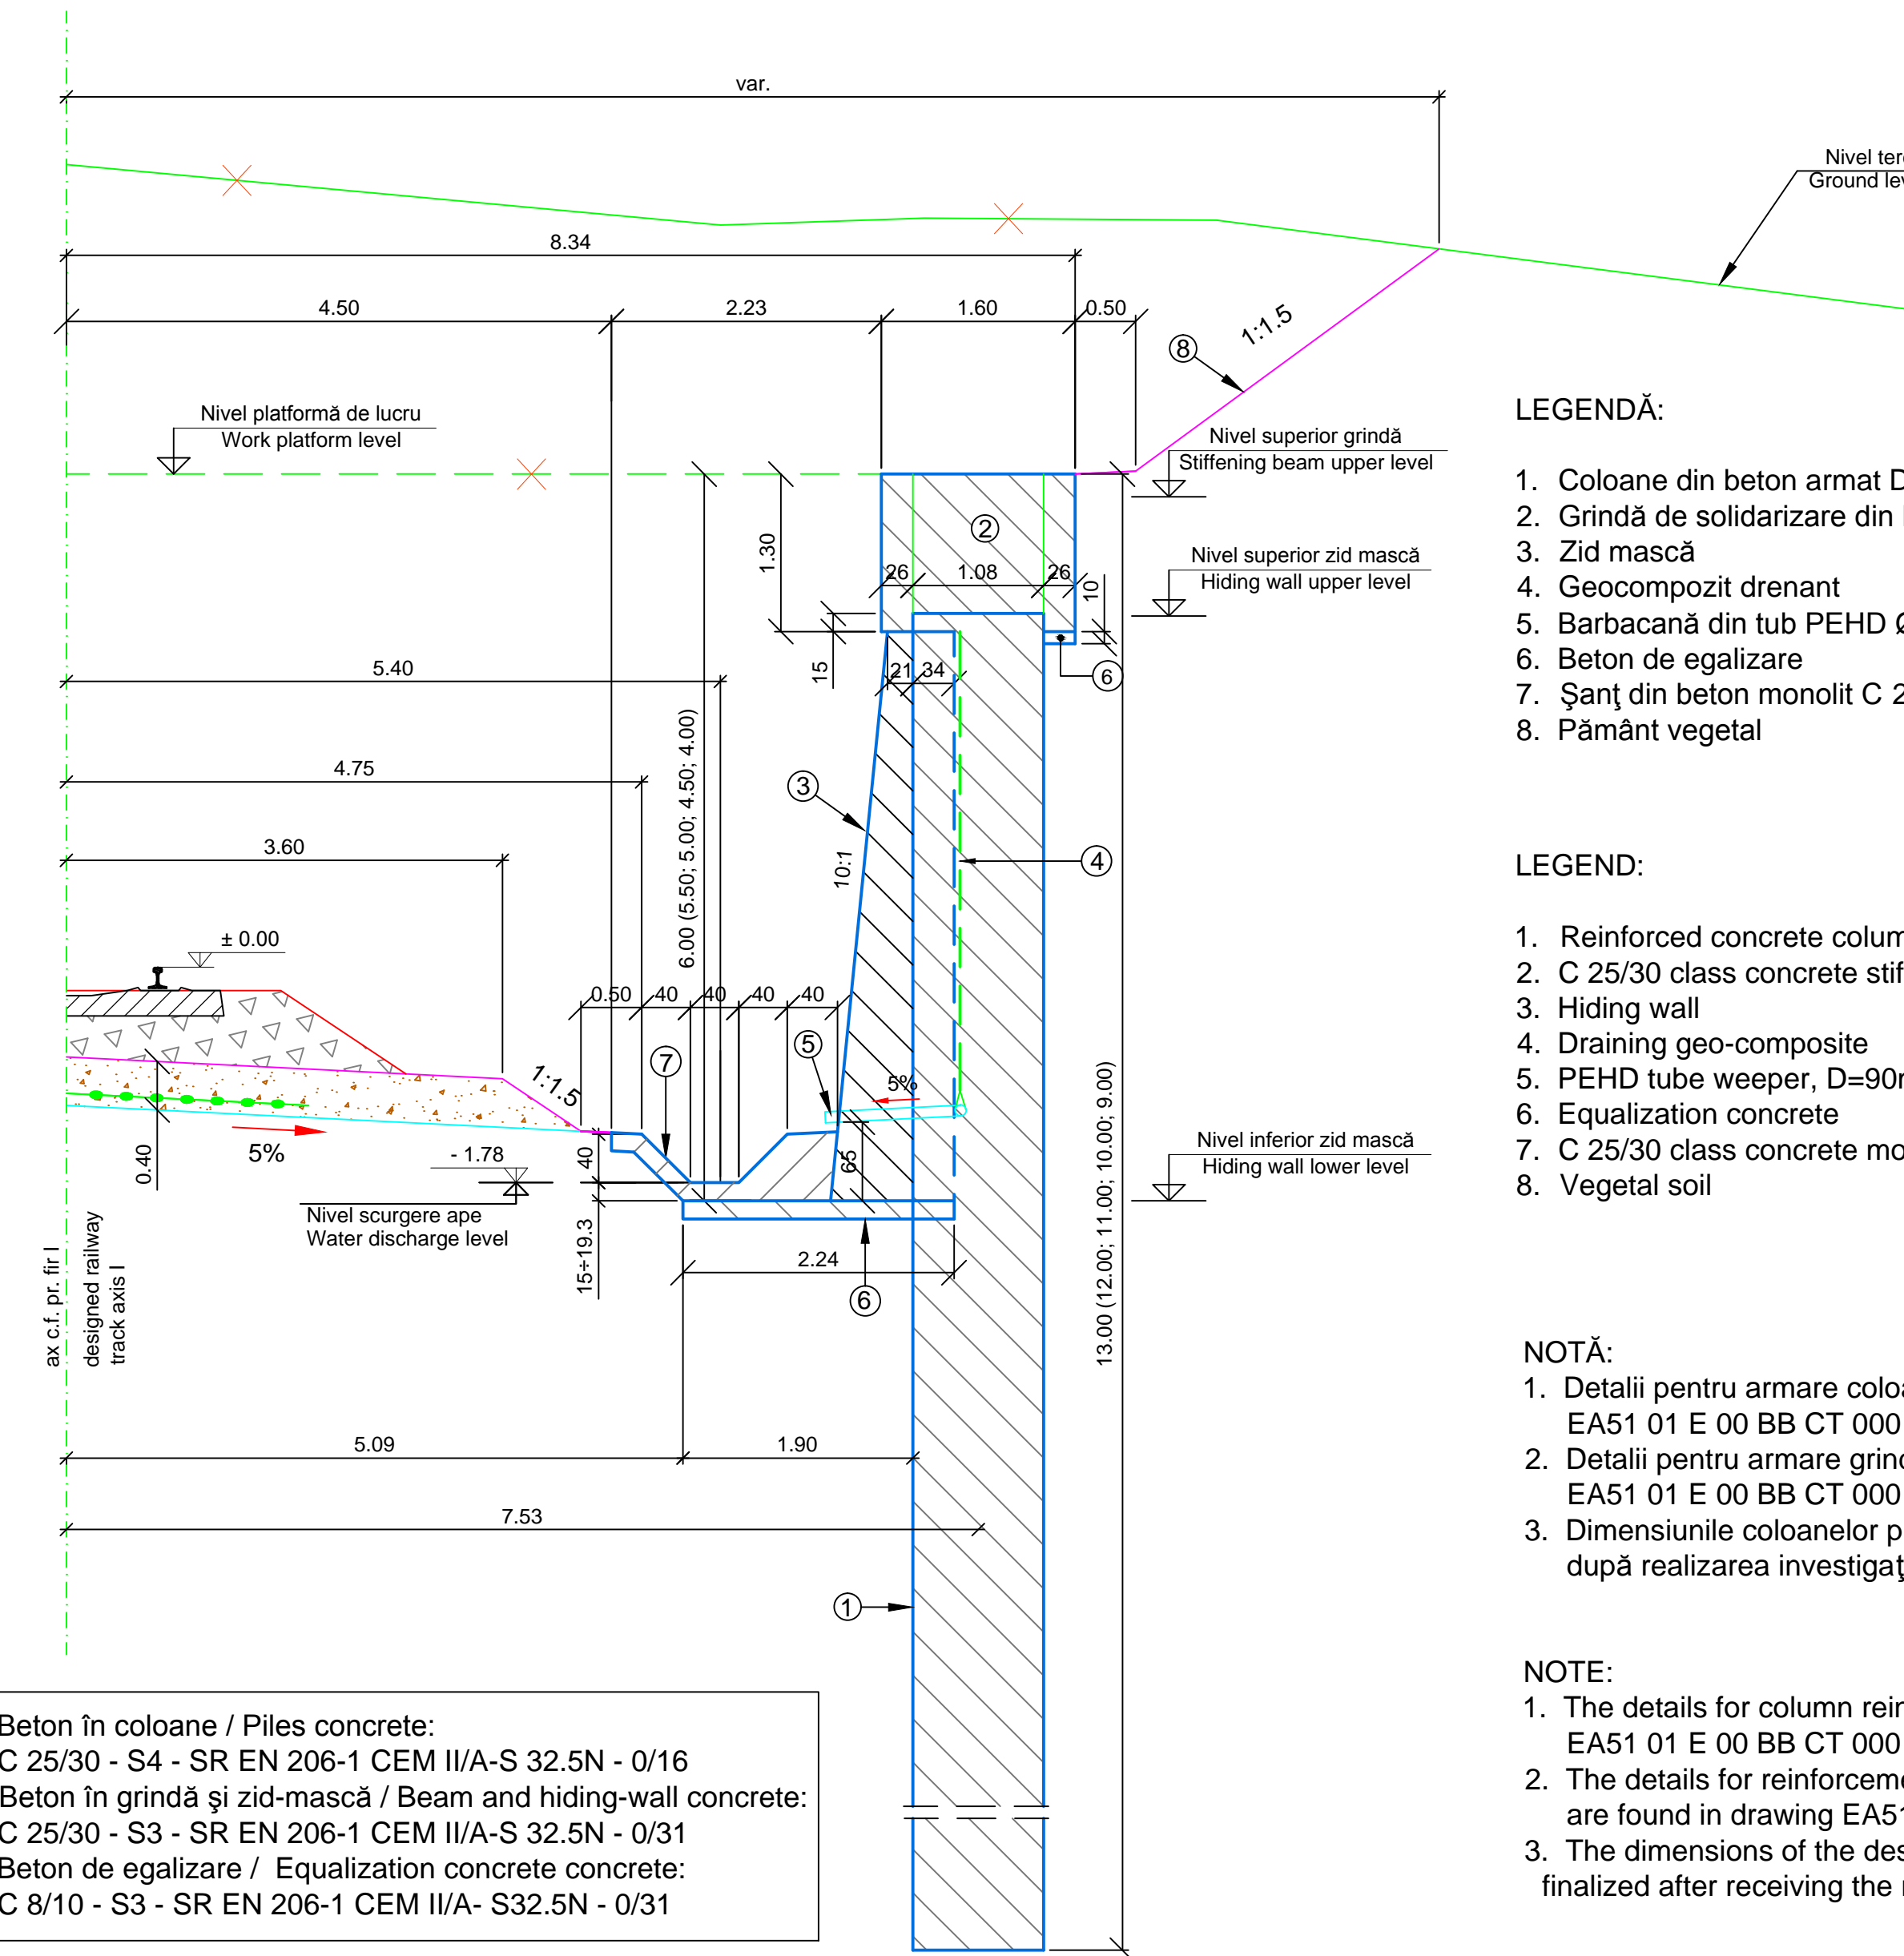 var.
Nivel
Ground
8.34
4.50
2.23
1.60
0.50
1:1.5
8
Nivel platformă de lucru
Work platform level
Nivel superior grindă
Stiffening beam upper level
2
1.30
26
1.08
26
10
Nivel superior zid mască
Hiding wall upper level
15
21
34
6
5.40
4.75
3.60
6.00 (5.50; 5.00; 4.50; 4.00)
3
10:1
4
± 0.00
0.50
40
40
40
40
5
7
5%
1:1.5
0.40
5%
- 1.78
40
65
Nivel scurgere ape
Water discharge level
15÷19.3
2.24
6
Nivel inferior zid mască
Hiding wall lower level
13.00 (12.00; 11.00; 10.00; 9.00)
ax c.f. pr. fir I
designed railway
track axis I
5.09
1.90
7.53
1
Beton în coloane / Piles concrete:
C 25/30 - S4 - SR EN 206-1 CEM II/A-S 32.5N - 0/16
Beton în grindă şi zid-mască / Beam and hiding-wall concrete:
C 25/30 - S3 - SR EN 206-1 CEM II/A-S 32.5N - 0/31
Beton de egalizare / Equalization concrete concrete:
C 8/10 - S3 - SR EN 206-1 CEM II/A- S32.5N - 0/31
LEGENDĂ:
1. Coloane din beton armat
2. Grindă de solidarizare din
3. Zid mască
4. Geocompozit drenant
5. Barbacană din tub PEHD
6. Beton de egalizare
7. Şanţ din beton monolit C
8. Pământ vegetal
LEGEND:
1. Reinforced concrete
2. C 25/30 class concrete
3. Hiding wall
4. Draining geo-composite
5. PEHD tube weeper,
6. Equalization concrete
7. C 25/30 class concrete
8. Vegetal soil
NOTĂ:
1. Detalii pentru armare
EA51 01 E 00 BB CT 000
2. Detalii pentru armare
EA51 01 E 00 BB CT 000
3. Dimensiunile coloanelor
după realizarea
NOTE:
1. The details for column
EA51 01 E 00 BB CT 000
2. The details for
are found in drawing
3. The dimensions of the
finalized after receiving the